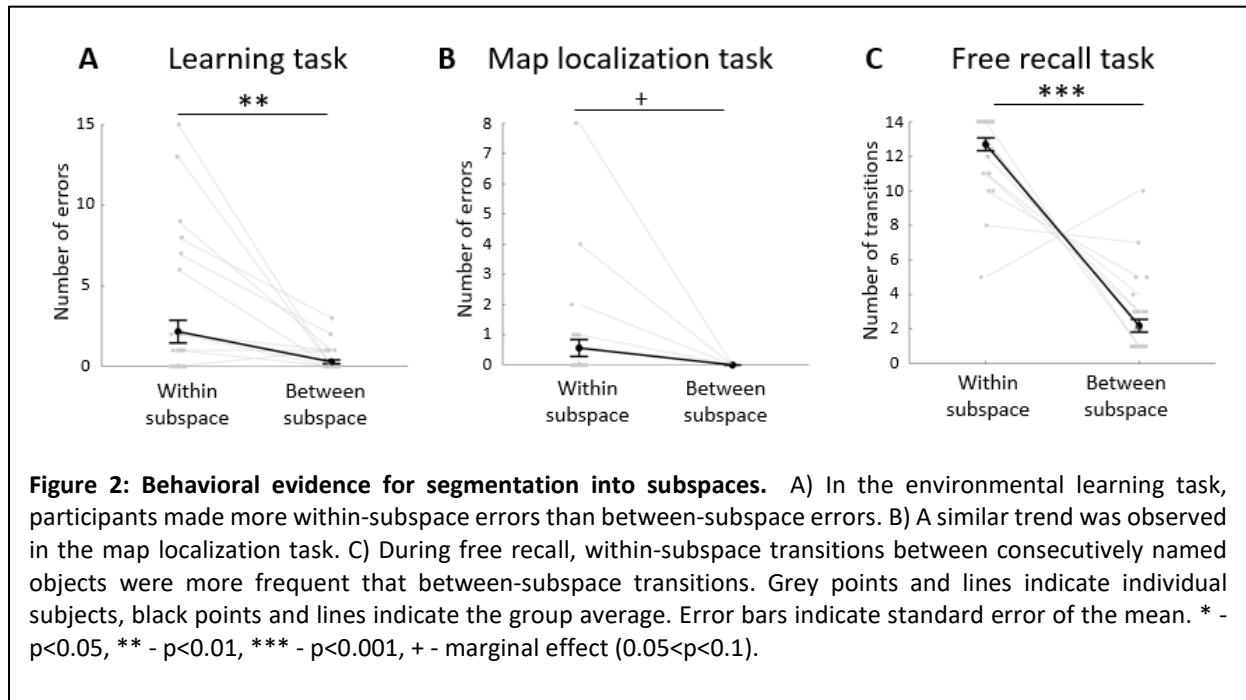 A Learning task
**
Number of errors
15
10
5
0
Within subspace
Between subspace
B Map localization task
+
Number of errors
8
7
6
5
4
3
2
1
0
Within subspace
Between subspace
C Free recall task
***
Number of transitions
14
12
10
8
6
4
2
0
Within subspace
Between subspace
Figure 2: Behavioral evidence for segmentation into subspaces. A) In the environmental learning task,
participants made more within-subspace errors than between-subspace errors. B) A similar trend was observed
in the map localization task. C) During free recall, within-subspace transitions between consecutively named
objects were more frequent that between-subspace transitions. Grey points and lines indicate individual
subjects, black points and lines indicate the group average. Error bars indicate standard error of the mean. * -
p<0.05, ** - p<0.01, *** - p<0.001, + - marginal effect (0.05<p<0.1).